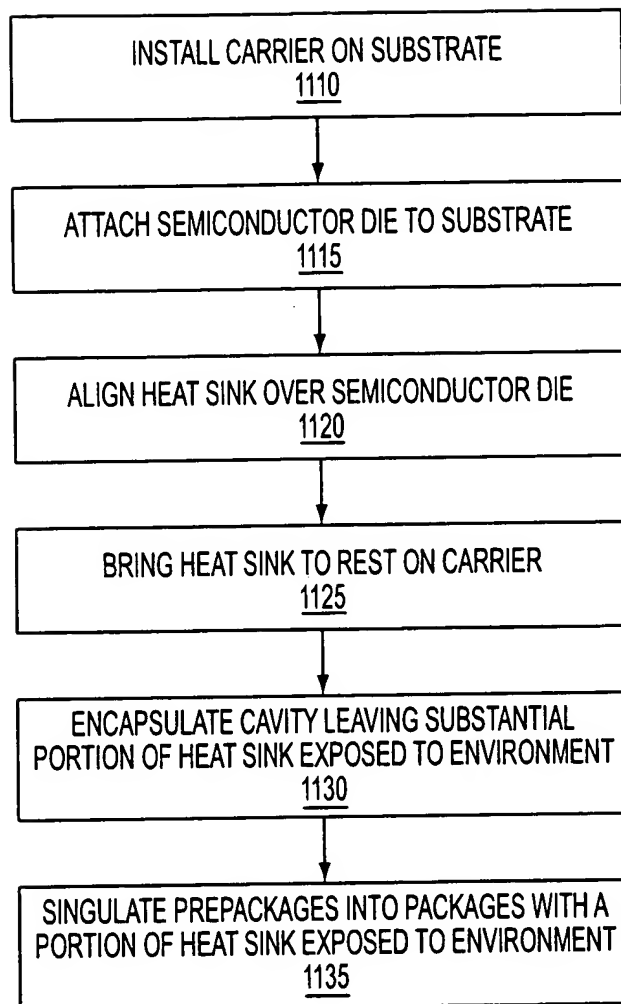 INSTALL CARRIER ON SUBSTRATE
1110
ATTACH SEMICONDUCTOR DIE TO SUBSTRATE
1115
ALIGN HEAT SINK OVER SEMICONDUCTOR DIE
1120
BRING HEAT SINK TO REST ON CARRIER
1125
ENCAPSULATE CAVITY LEAVING SUBSTANTIAL
PORTION OF HEAT SINK EXPOSED TO ENVIRONMENT
1130
SINGULATE PREPACKAGES INTO PACKAGES WITH A
PORTION OF HEAT SINK EXPOSED TO ENVIRONMENT
1135